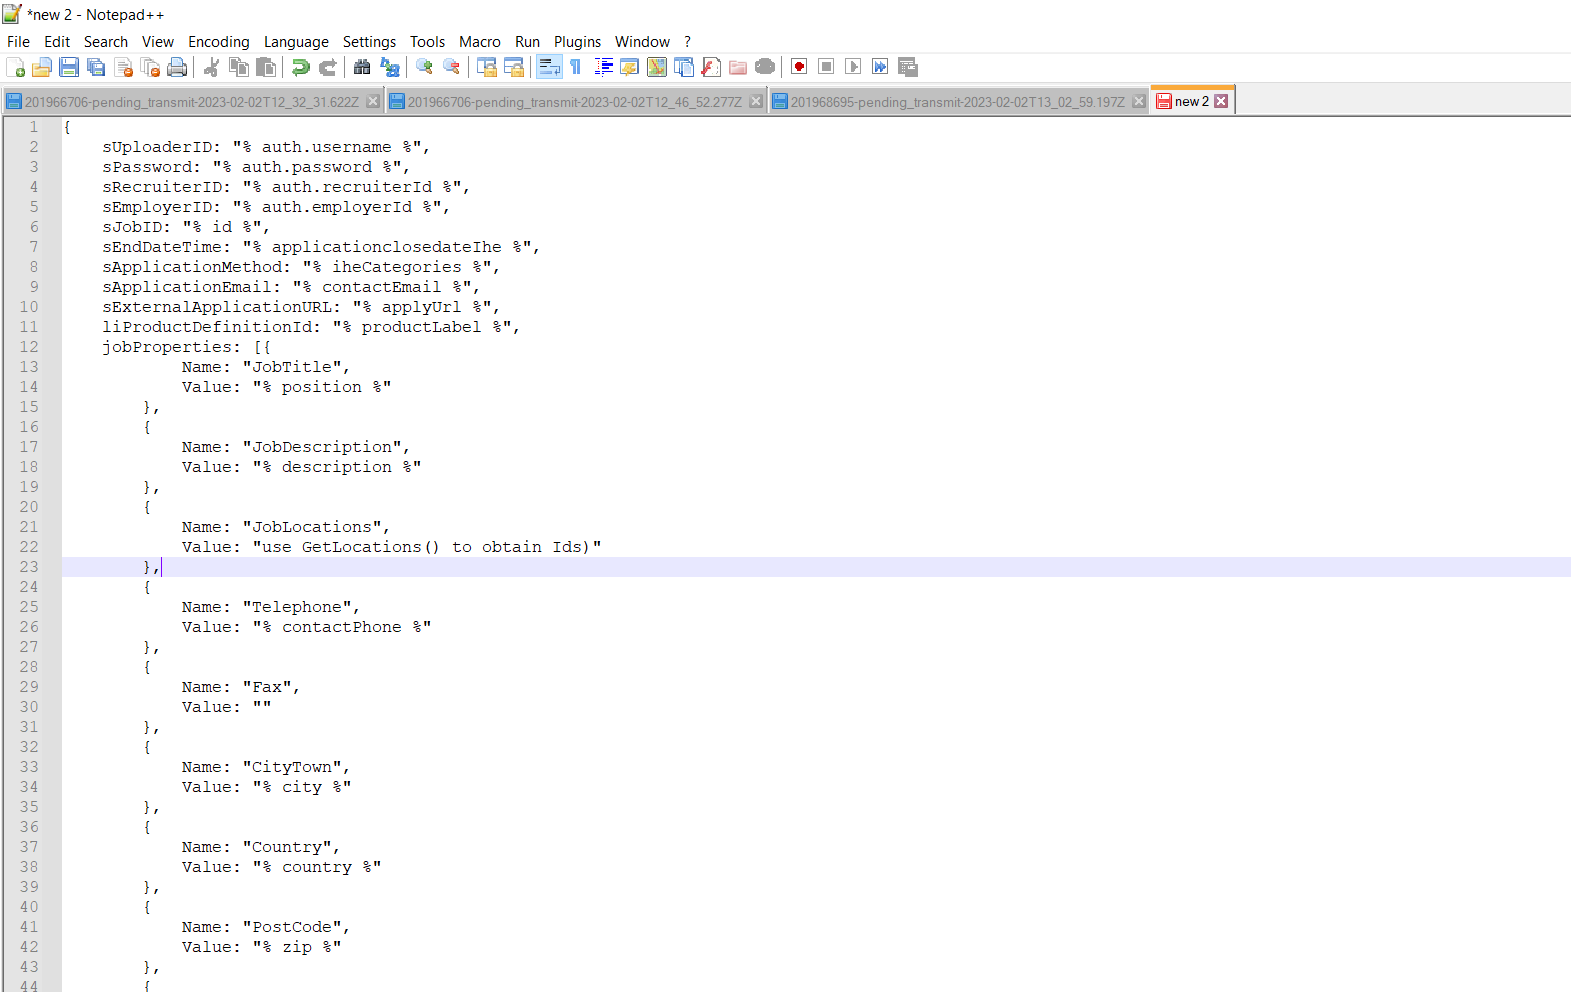 *new 2 - Notepad++
File Edit Search View Encoding Language Settings Tools Macro Run Plugins Window ?
201966706-pending_transmit-2023-02-02T12_32_31.622Z 201966706-pending_transmit-2023-02-02T12_46_52.277Z 201968695-pending_transmit-2023-02-02T13_02_59.197Z new 2
1 {
2     sUploaderID: "% auth.username %",
3     sPassword: "% auth.password %",
4     sRecruiterID: "% auth.recruiterId %",
5     sEmployerID: "% auth.employerId %",
6     sJobID: "% id %",
7     sEndDateTime: "% applicationclosedateIhe %",
8     sApplicationMethod: "% iheCategories %",
9     sApplicationEmail: "% contactEmail %",
10     sExternalApplicationURL: "% applyUrl %",
11     liProductDefinitionId: "% productLabel %",
12     jobProperties: [{
13             Name: "JobTitle",
14             Value: "% position %"
15         },
16         {
17             Name: "JobDescription",
18             Value: "% description %"
19         },
20         {
21             Name: "JobLocations",
22             Value: "use GetLocations() to obtain Ids)"
23         },
24         {
25             Name: "Telephone",
26             Value: "% contactPhone %"
27         },
28         {
29             Name: "Fax",
30             Value: ""
31         },
32         {
33             Name: "CityTown",
34             Value: "% city %"
35         },
36         {
37             Name: "Country",
38             Value: "% country %"
39         },
40         {
41             Name: "PostCode",
42             Value: "% zip %"
43         },
44         {